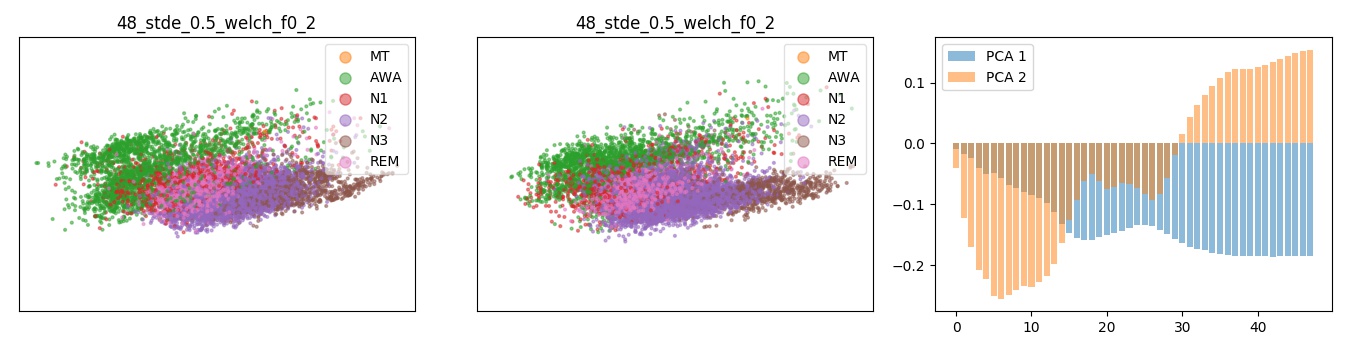 48_stde_0.5_welch_f0_2
MT
AWA
N1
N2
N3
REM
48_stde_0.5_welch_f0_2
MT
AWA
N1
N2
N3
REM
PCA 1
PCA 2
0.1
0.0
−0.1
−0.2
0 10 20 30 40